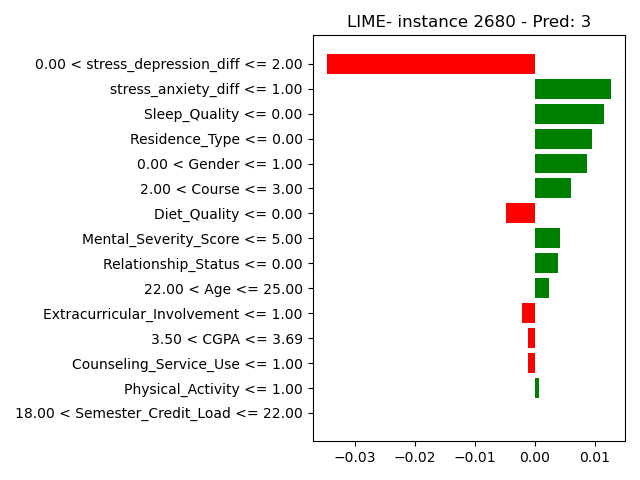 LIME- instance 2680 - Pred: 3
0.00 < stress_depression_diff <= 2.00
stress_anxiety_diff <= 1.00
Sleep_Quality <= 0.00
Residence_Type <= 0.00
0.00 < Gender <= 1.00
2.00 < Course <= 3.00
Diet_Quality <= 0.00
Mental_Severity_Score <= 5.00
Relationship_Status <= 0.00
22.00 < Age <= 25.00
Extracurricular_Involvement <= 1.00
3.50 < CGPA <= 3.69
Counseling_Service_Use <= 1.00
Physical_Activity <= 1.00
18.00 < Semester_Credit_Load <= 22.00
−0.03 −0.02 −0.01 0.00 0.01